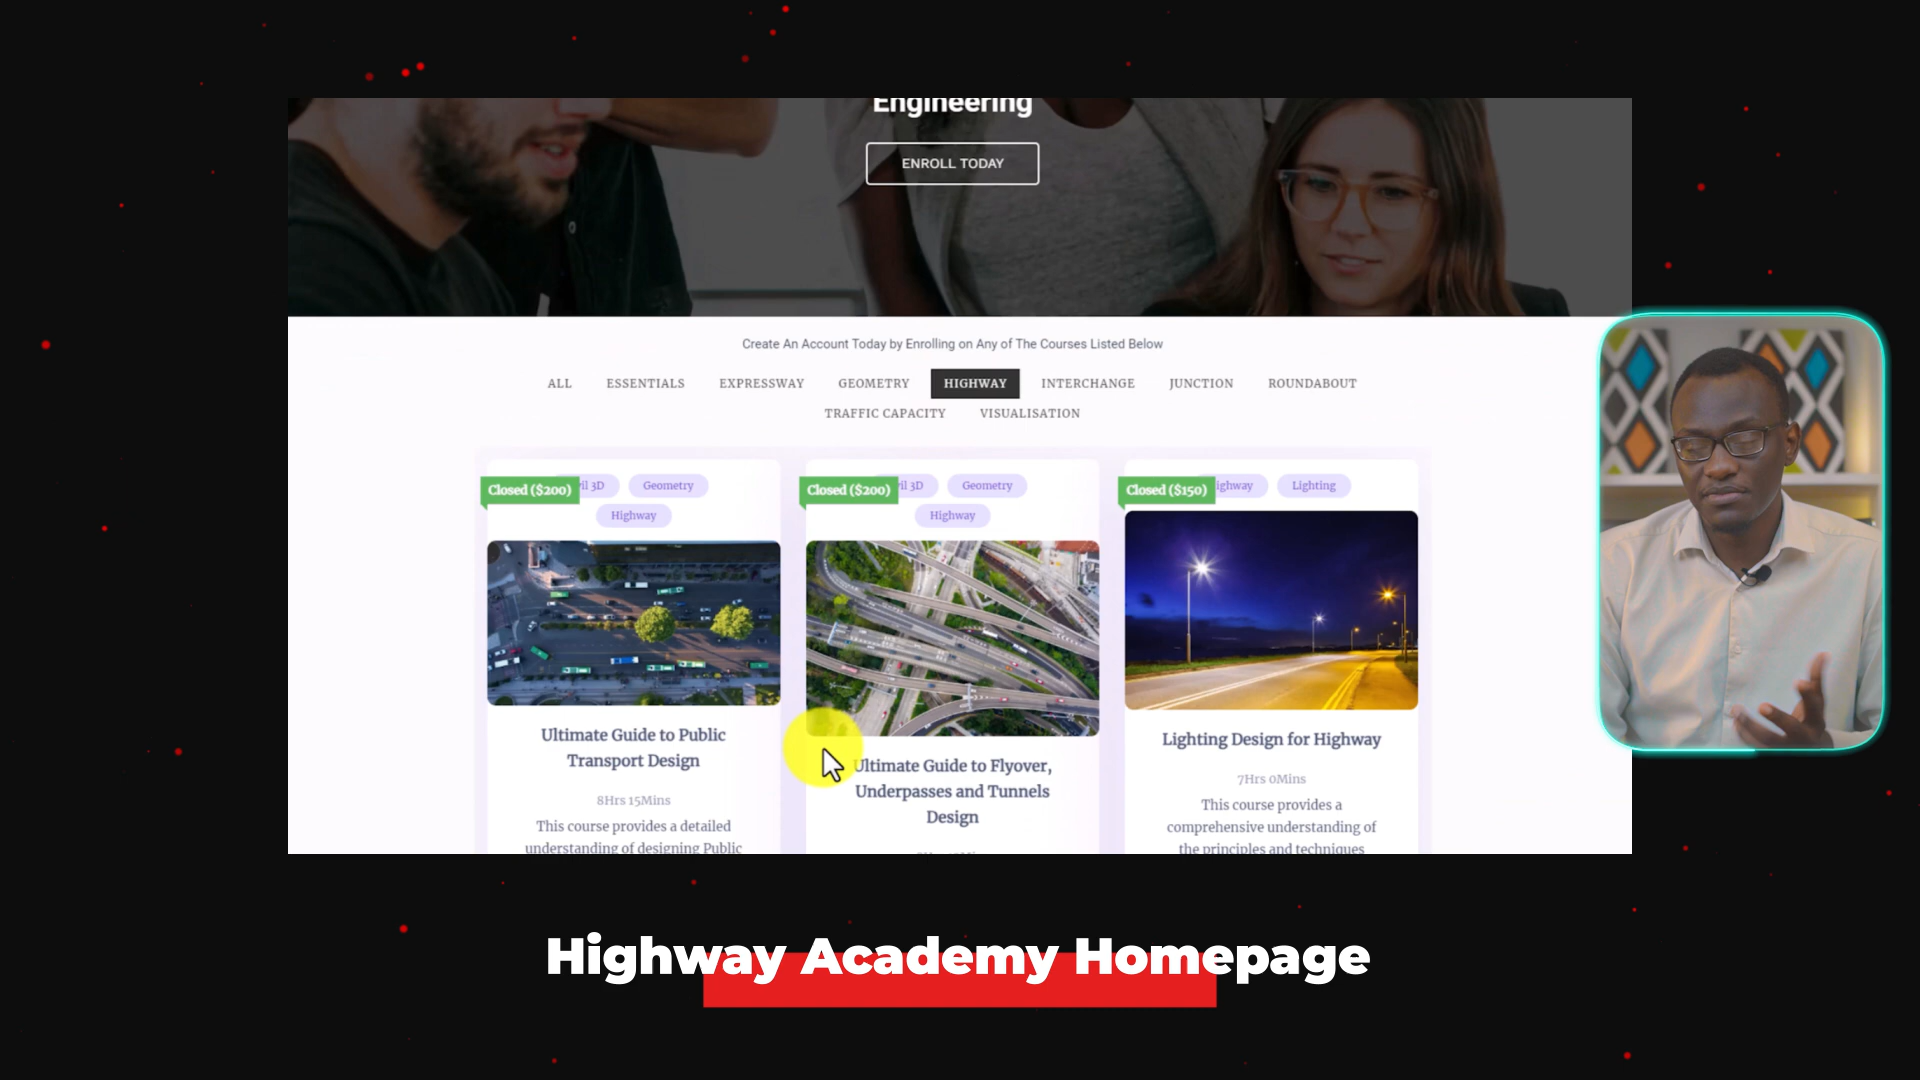 Engineering
ENROLL TODAY
Create An Account Today by Enrolling on Any of The Courses Listed Below
ALL ESSENTIALS EXPRESSWAY GEOMETRY HIGHWAY INTERCHANGE JUNCTION ROUNDABOUT
TRAFFIC CAPACITY VISUALISATION
Closed ($200)
il 3D
Geometry
Highway
Ultimate Guide to Public
Transport Design
8Hrs 15Mins
This course provides a detailed
understanding of designing Public
Closed ($200)
il 3D
Geometry
Highway
Ultimate Guide to Flyover,
Underpasses and Tunnels
Design
Closed ($150)
ighway
Lighting
Lighting Design for Highway
7Hrs 0Mins
This course provides a
comprehensive understanding of
the principles and techniques
Highway Academy Homepage